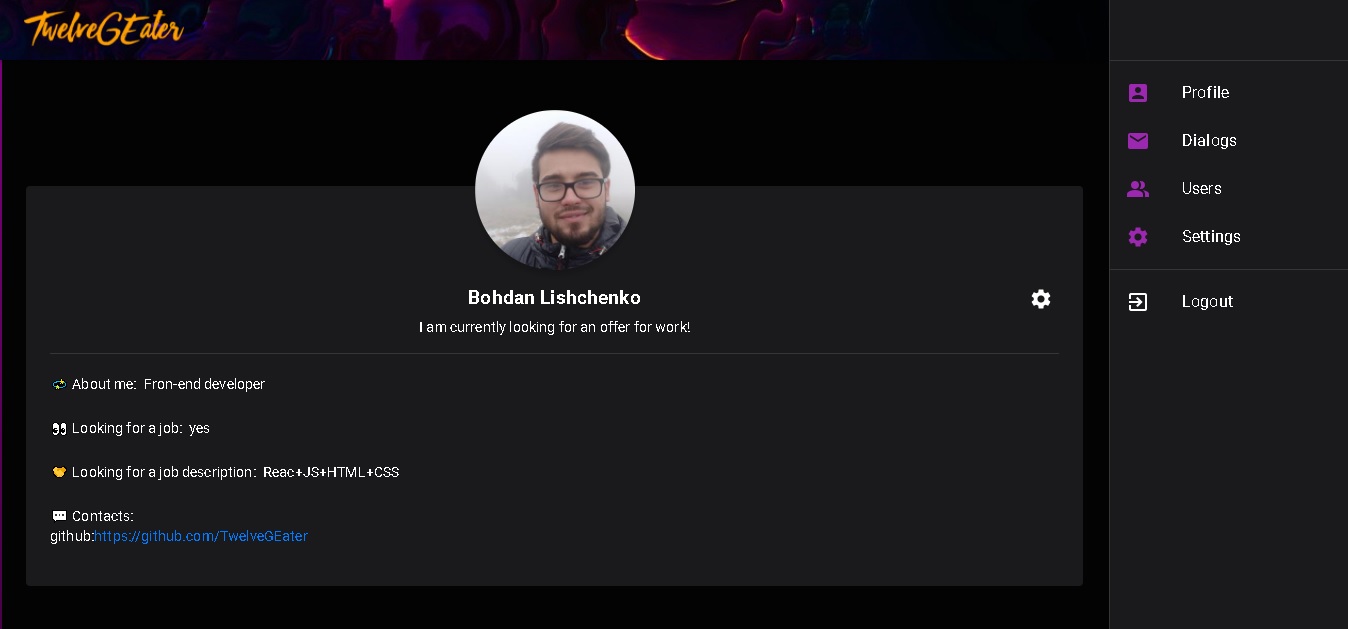 TwelveGEater
Bohdan Lishchenko
I am currently looking for an offer for work!
About me: Fron-end developer
Looking for a job: yes
Looking for a job description: Reac+JS+HTML+CSS
Contacts:
github:https://github.com/TwelveGEater
Profile
Dialogs
Users
Settings
Logout